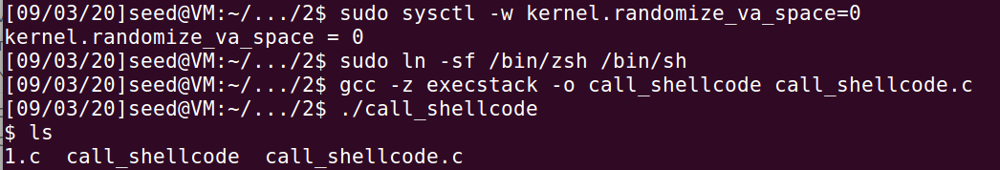 [09/03/20]seed@VM:~/.../2$ sudo sysctl -w kernel.randomize_va_space=0
kernel.randomize_va_space = 0
[09/03/20]seed@VM:~/.../2$ sudo ln -sf /bin/zsh /bin/sh
[09/03/20]seed@VM:~/.../2$ gcc -z execstack -o call_shellcode call_shellcode.c
[09/03/20]seed@VM:~/.../2$ ./call_shellcode
$ ls
1.c  call_shellcode  call_shellcode.c